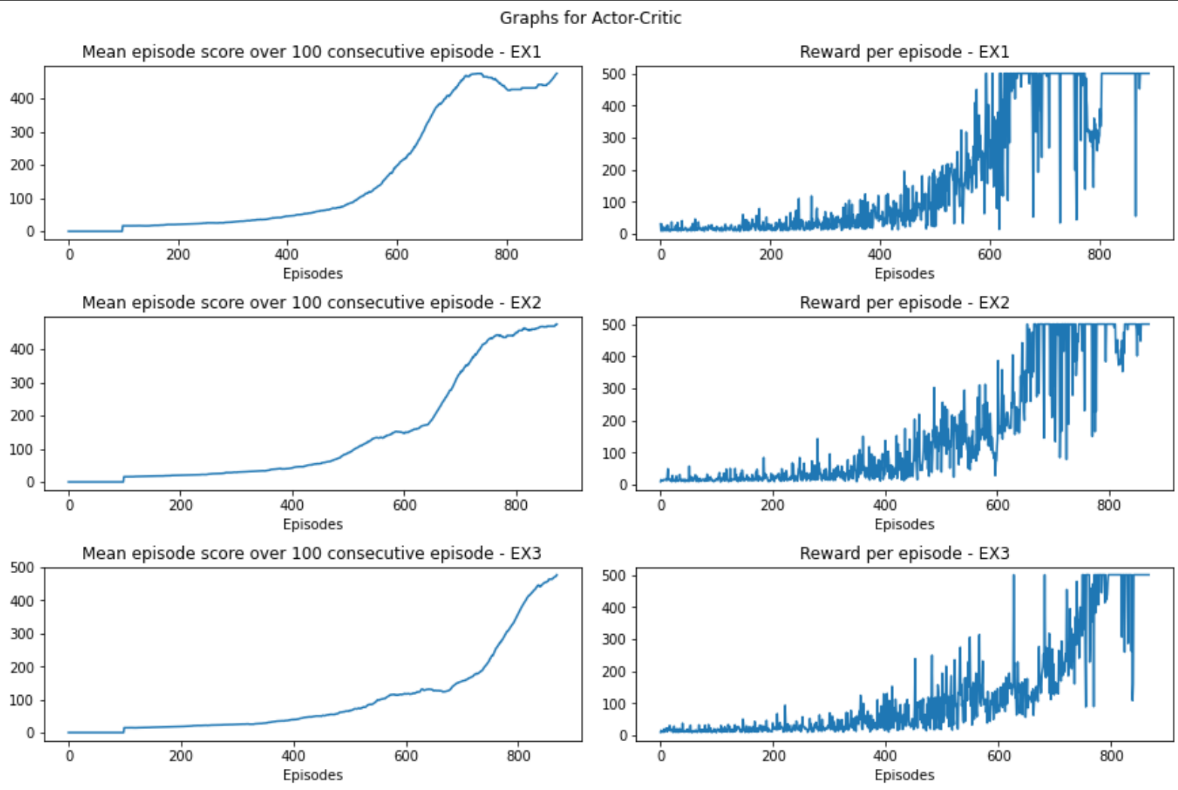 Graphs for Actor-Critic
Mean episode score over 100 consecutive episode - EX1
400
300
200
100
0
0 200 400 600 800
Episodes
Reward per episode - EX1
500
400
300
200
100
0
0 200 400 600 800
Episodes
Mean episode score over 100 consecutive episode - EX2
400
300
200
100
0
0 200 400 600 800
Episodes
Reward per episode - EX2
500
400
300
200
100
0
0 200 400 600 800
Episodes
Mean episode score over 100 consecutive episode - EX3
500
400
300
200
100
0
0 200 400 600 800
Episodes
Reward per episode - EX3
500
400
300
200
100
0
0 200 400 600 800
Episodes